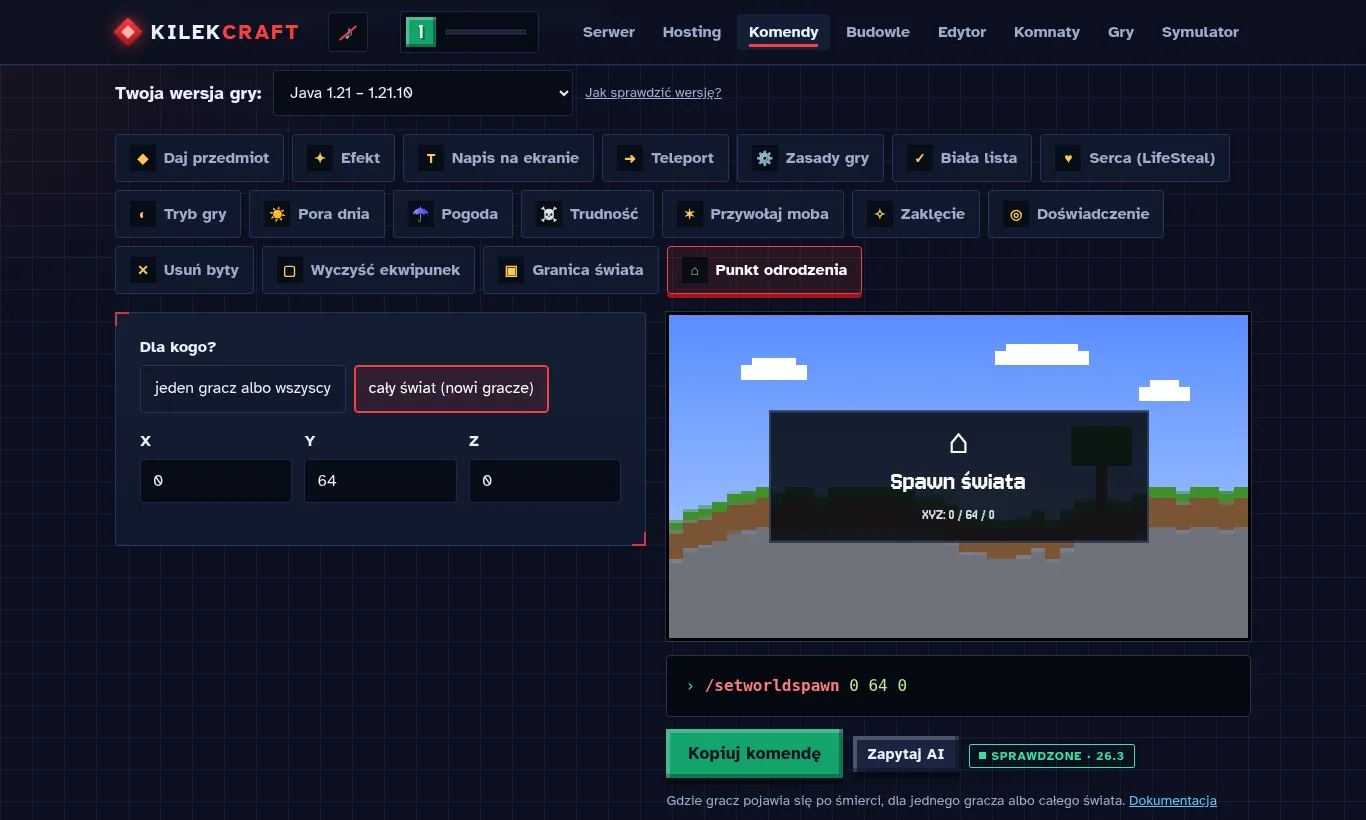 KILEKCRAFT
1
Serwer
Hosting
Komendy
Budowle
Edytor
Komnaty
Gry
Symulator
Twoja wersja gry:
Java 1.21 – 1.21.10
Jak sprawdzić wersję?
Daj przedmiot
Efekt
T Napis na ekranie
Teleport
Zasady gry
Biała lista
Serca (LifeSteal)
Tryb gry
Pora dnia
Pogoda
Trudność
Przywołaj moba
Zaklęcie
Doświadczenie
Usuń byty
Wyczyść ekwipunek
Granica świata
Punkt odrodzenia
Dla kogo?
jeden gracz albo wszyscy
cały świat (nowi gracze)
X
Y
Z
0
64
0
Spawn świata
XYZ: 0 / 64 / 0
› /setworldspawn 0 64 0
Kopiuj komendę
Zapytaj AI
SPRAWDZONE · 26.3
Gdzie gracz pojawia się po śmierci, dla jednego gracza albo całego świata. Dokumentacja